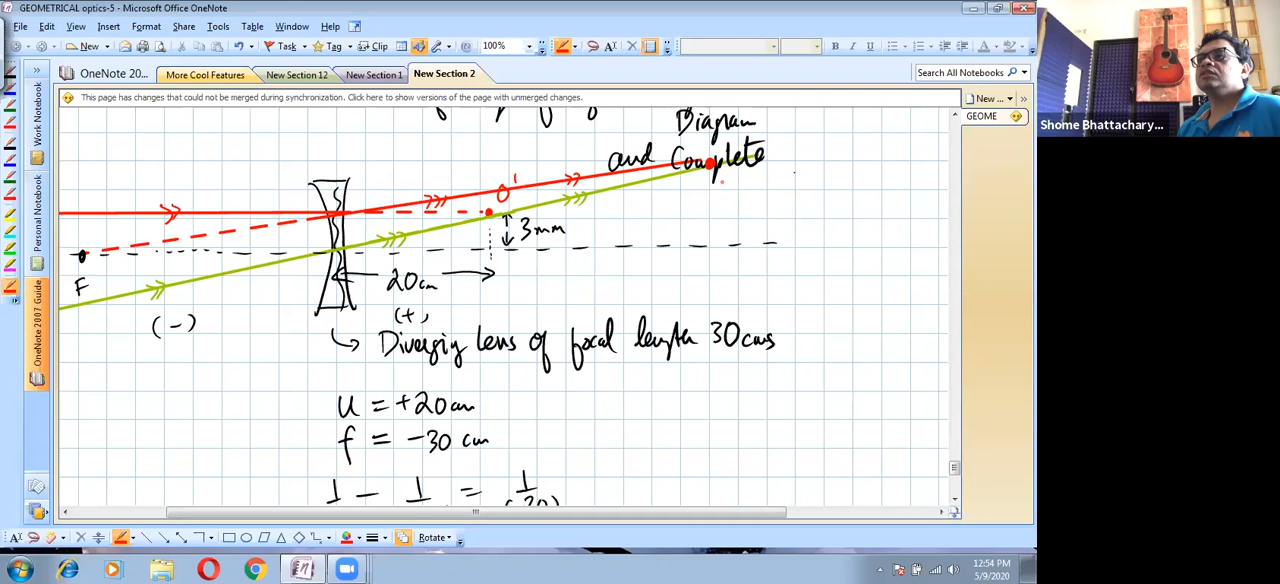 GEOMETRICAL optics-5 - Microsoft Office OneNote
File Edit View Insert Format Share Tools Table Window Help
New Task Tag Clip 100% B I U
OneNote 20... More Cool Features New Section 12 New Section 1 New Section 2 Search All Notebooks
This page has changes that could not be merged during synchronization. Click here to show versions of the page with unmerged changes.
New ...
GEOME
Work Notebook
Personal Notebook
OneNote 2007 Guide
Shome Bhattachary...
Diagram
and Complete
O'
3mm
F
20cm
(+)
(-)
Diverging lens of focal length 30cms
u = +20cm
f = -30 cm
1 - 1 = 1
Rotate
12:54 PM
5/9/2020